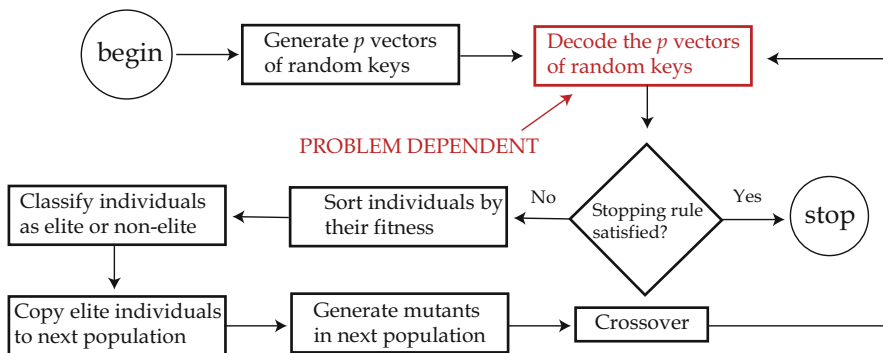 begin
Generate p vectors
of random keys
Decode the p vectors
of random keys
PROBLEM DEPENDENT
Classify individuals
as elite or non-elite
Sort individuals by
their fitness
No
Stopping rule
satisfied?
Yes
stop
Copy elite individuals
to next population
Generate mutants
in next population
Crossover